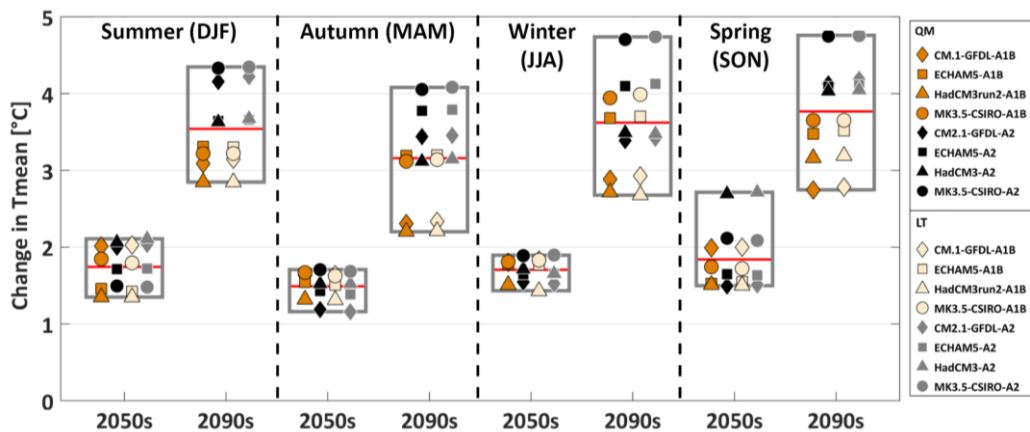 Summer (DJF)
Autumn (MAM)
Winter
(JJA)
Spring
(SON)
Change in Tmean [°C]
5
4
3
2
1
0
2050s
2090s
2050s
2090s
2050s
2090s
2050s
2090s
QM
CM.1-GFDL-A1B
ECHAM5-A1B
HadCM3run2-A1B
MK3.5-CSIRO-A1B
CM2.1-GFDL-A2
ECHAM5-A2
HadCM3-A2
MK3.5-CSIRO-A2
LT
CM.1-GFDL-A1B
ECHAM5-A1B
HadCM3run2-A1B
MK3.5-CSIRO-A1B
CM2.1-GFDL-A2
ECHAM5-A2
HadCM3-A2
MK3.5-CSIRO-A2